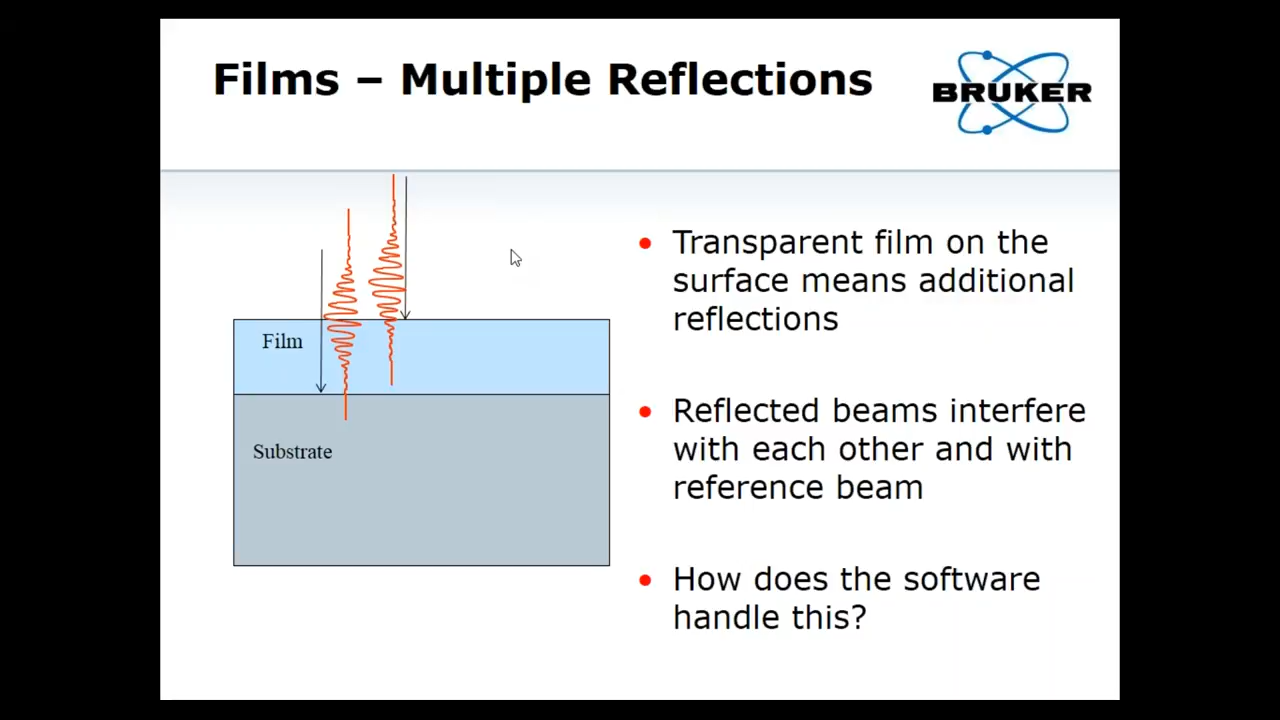 Films – Multiple Reflections
BRUKER
Film
Substrate
• Transparent film on the
surface means additional
reflections
• Reflected beams interfere
with each other and with
reference beam
• How does the software
handle this?